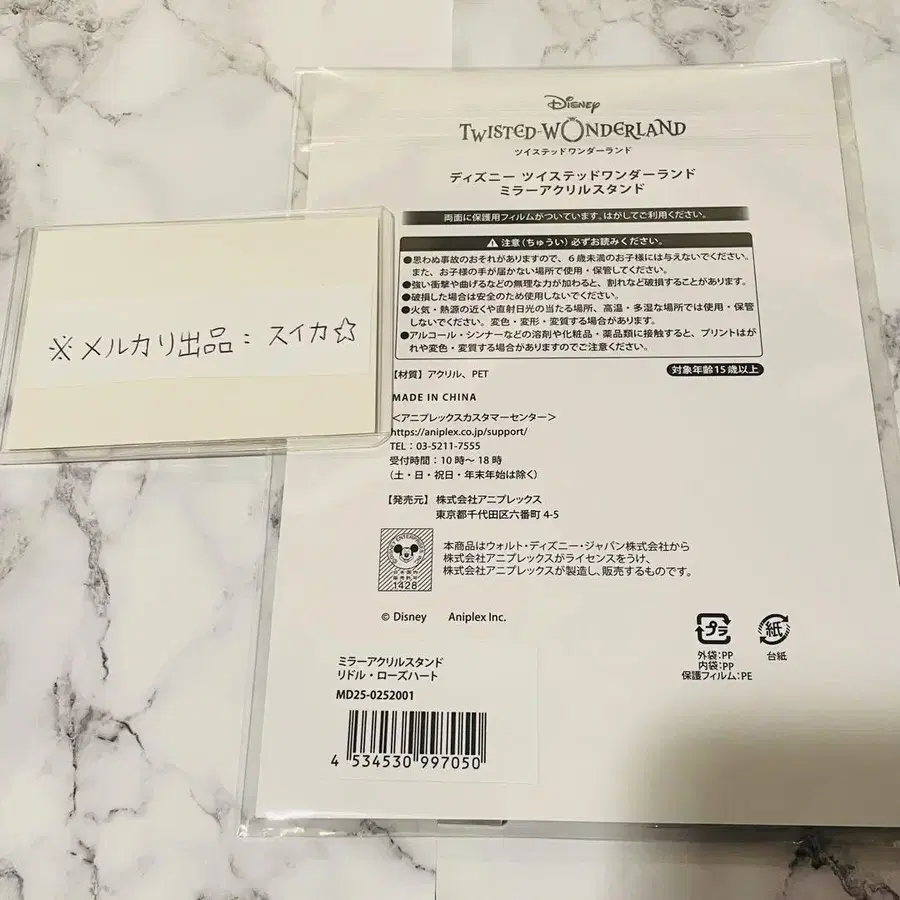 ※メルカリ出品：スイカ☆
Disney
TWISTED-WONDERLAND
ツイステッドワンダーランド
ディズニー ツイステッドワンダーランド
ミラーアクリルスタンド
両面に保護用フィルムがついています。はがしてご利用ください。
注意（ちゅうい）必ずお読みください。
●思わぬ事故のおそれがありますので、６歳未満のお子様には与えないでください。
また、お子様の手が届かない場所で使用・保管してください。
●強い衝撃や曲げるなどの無理な力が加わると、割れなど破損することがあります。
●破損した場合は安全のため使用しないでください。
●火気・熱源の近くや直射日光の当たる場所、高温・多湿な場所では使用・保管
しないでください。変色・変形・変質する場合があります。
●アルコール・シンナーなどの溶剤や化粧品・薬品類に接触すると、プリントはが
れや変色・変質する場合がありますのでご注意ください。
【材質】アクリル、PET
対象年齢15歳以上
MADE IN CHINA
＜アニプレックスカスタマーセンター＞
https://aniplex.co.jp/support/
TEL：03-5211-7555
受付時間：10時〜18時
（土・日・祝日・年末年始は除く）
【発売元】株式会社アニプレックス
東京都千代田区六番町 4-5
1428
本商品はウォルト・ディズニー・ジャパン株式会社から
株式会社アニプレックスがライセンスをうけ、
株式会社アニプレックスが製造し、販売するものです。
© Disney Aniplex Inc.
プラ
外袋：PP
内袋：PP
保護フィルム：PE
紙
台紙
ミラーアクリルスタンド
リドル・ローズハート
MD25-0252001
4 534530 997050